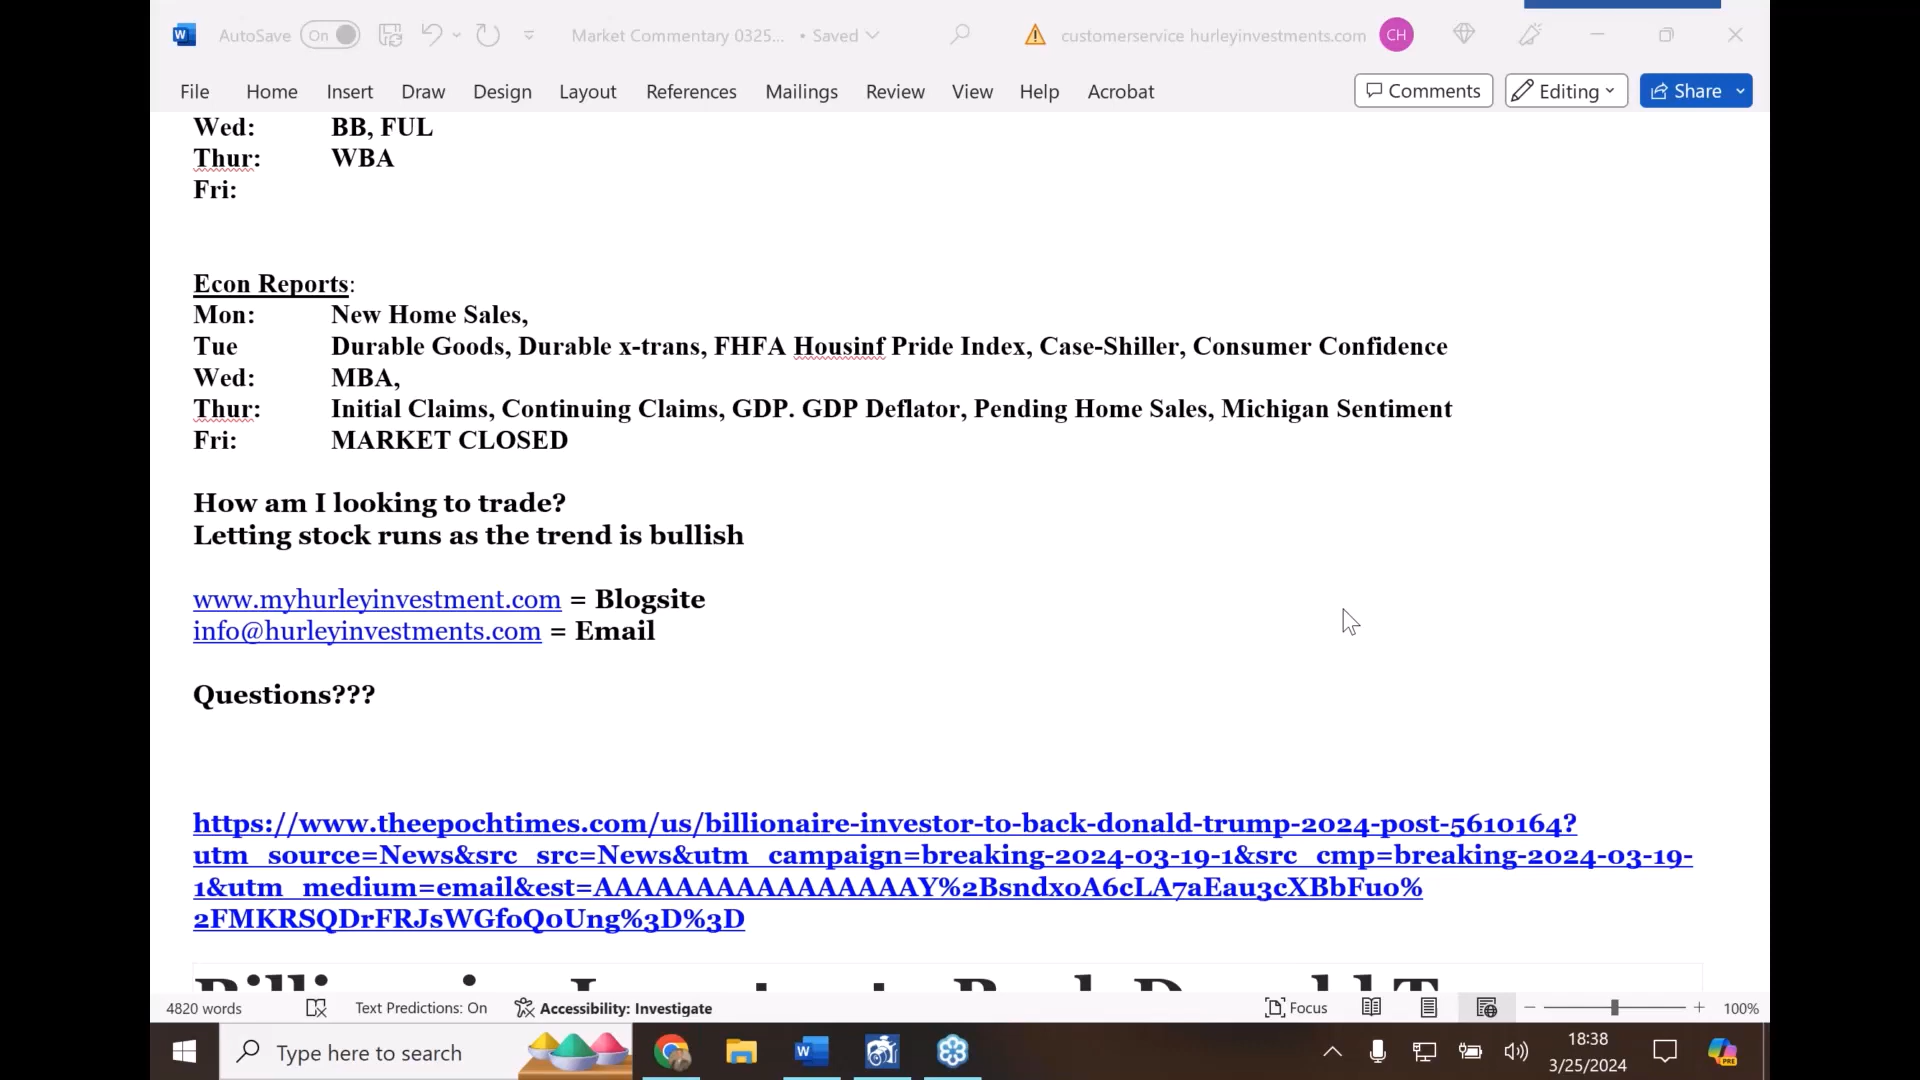 AutoSave On Market Commentary 0325... • Saved customerservice hurleyinvestments.com CH
File Home Insert Draw Design Layout References Mailings Review View Help Acrobat Comments Editing Share
Wed: BB, FUL
Thur: WBA
Fri:
Econ Reports:
Mon: New Home Sales,
Tue Durable Goods, Durable x-trans, FHFA Housinf Pride Index, Case-Shiller, Consumer Confidence
Wed: MBA,
Thur: Initial Claims, Continuing Claims, GDP. GDP Deflator, Pending Home Sales, Michigan Sentiment
Fri: MARKET CLOSED
How am I looking to trade?
Letting stock runs as the trend is bullish
www.myhurleyinvestment.com = Blogsite
info@hurleyinvestments.com = Email
Questions???
https://www.theepochtimes.com/us/billionaire-investor-to-back-donald-trump-2024-post-5610164?
utm_source=News&src_src=News&utm_campaign=breaking-2024-03-19-1&src_cmp=breaking-2024-03-19-
1&utm_medium=email&est=AAAAAAAAAAAAAAAAY%2BsndxoA6cLA7aEau3cXBbFuo%
2FMKRSQDrFRJsWGfoQ0Ung%3D%3D
4820 words Text Predictions: On Accessibility: Investigate Focus 100%
Type here to search 18:38
3/25/2024